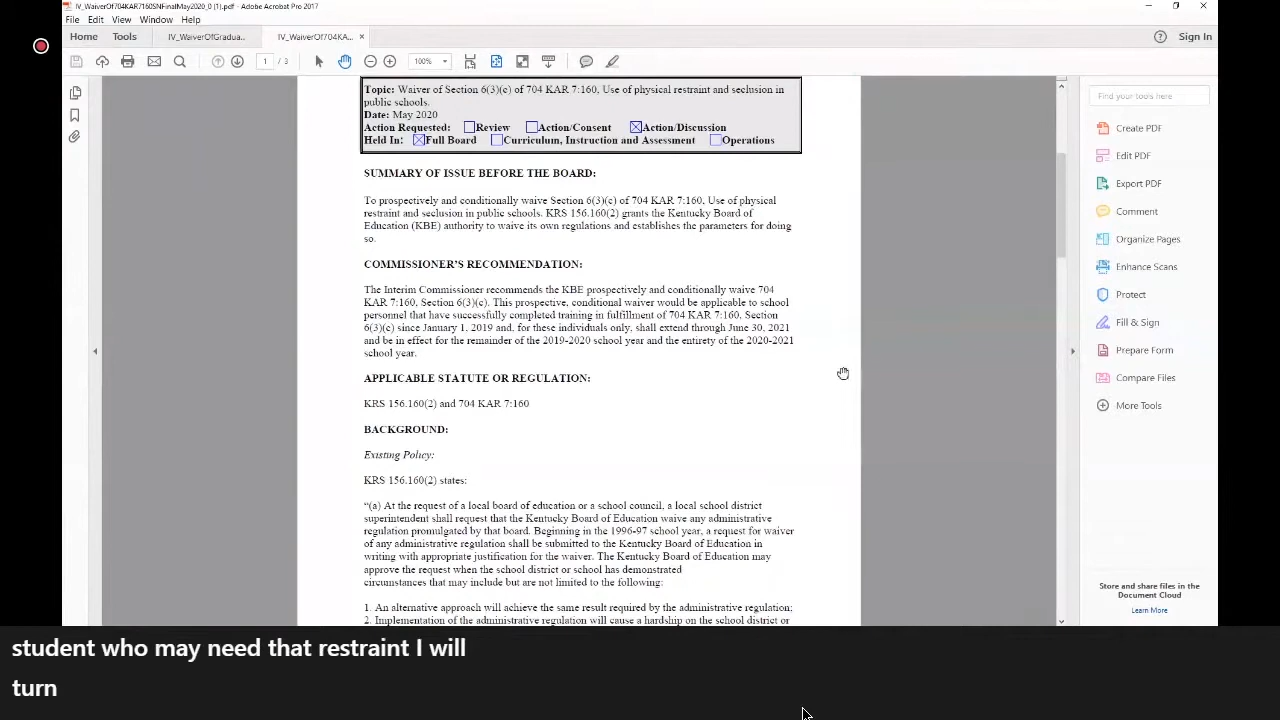 IV_WaiverOf704KAR7160SNFinalMay2020_0 (1).pdf - Adobe Acrobat Pro 2017
File Edit View Window Help
Home Tools IV_WaiverOfGradua... IV_WaiverOf704KA... × Sign In
1 / 3 100%
Topic: Waiver of Section 6(3)(c) of 704 KAR 7:160, Use of physical restraint and seclusion in
public schools.
Date: May 2020
Action Requested: Review Action/Consent Action/Discussion
Held In: Full Board Curriculum, Instruction and Assessment Operations
SUMMARY OF ISSUE BEFORE THE BOARD:
To prospectively and conditionally waive Section 6(3)(c) of 704 KAR 7:160, Use of physical
restraint and seclusion in public schools. KRS 156.160(2) grants the Kentucky Board of
Education (KBE) authority to waive its own regulations and establishes the parameters for doing
so.
COMMISSIONER'S RECOMMENDATION:
The Interim Commissioner recommends the KBE prospectively and conditionally waive 704
KAR 7:160, Section 6(3)(c). This prospective, conditional waiver would be applicable to school
personnel that have successfully completed training in fulfillment of 704 KAR 7:160, Section
6(3)(c) since January 1, 2019 and, for these individuals only, shall extend through June 30, 2021
and be in effect for the remainder of the 2019-2020 school year and the entirety of the 2020-2021
school year.
APPLICABLE STATUTE OR REGULATION:
KRS 156.160(2) and 704 KAR 7:160
BACKGROUND:
Existing Policy:
KRS 156.160(2) states:
"(a) At the request of a local board of education or a school council, a local school district
superintendent shall request that the Kentucky Board of Education waive any administrative
regulation promulgated by that board. Beginning in the 1996-97 school year, a request for waiver
of any administrative regulation shall be submitted to the Kentucky Board of Education in
writing with appropriate justification for the waiver. The Kentucky Board of Education may
approve the request when the school district or school has demonstrated
circumstances that may include but are not limited to the following:
1. An alternative approach will achieve the same result required by the administrative regulation;
2. Implementation of the administrative regulation will cause a hardship on the school district or
Find your tools here
Create PDF
Edit PDF
Export PDF
Comment
Organize Pages
Enhance Scans
Protect
Fill & Sign
Prepare Form
Compare Files
More Tools
Store and share files in the
Document Cloud
Learn More
student who may need that restraint I will
turn